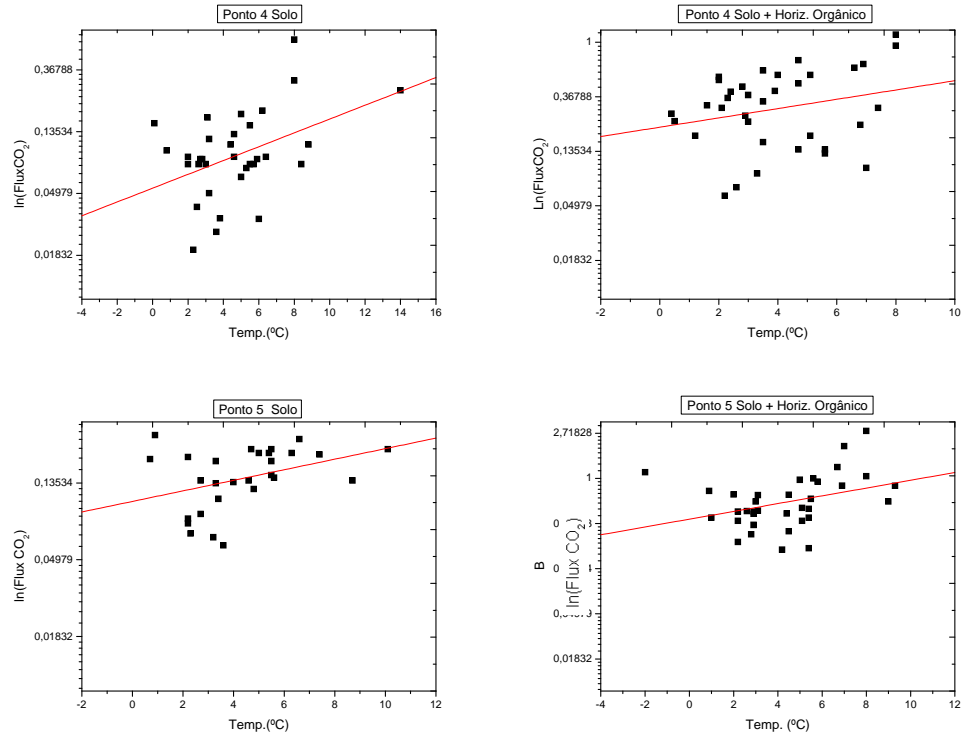 Ponto 4 Solo
0,36788
0,13534
0,04979
0,01832
ln(FluxCO2)
-4 -2 0 2 4 6 8 10 12 14 16
Temp.(ºC)
Ponto 4 Solo + Horiz. Orgânico
1
0,36788
0,13534
0,04979
0,01832
Ln(FluxCO2)
-2 0 2 4 6 8 10
Temp.(ºC)
Ponto 5 Solo
0,13534
0,04979
0,01832
ln(Flux CO2)
-2 0 2 4 6 8 10 12
Temp.(ºC)
Ponto 5 Solo + Horiz. Orgânico
2,71828
1
0,01832
B
ln(Flux CO2)
-4 -2 0 2 4 6 8 10 12
Temp. (ºC)